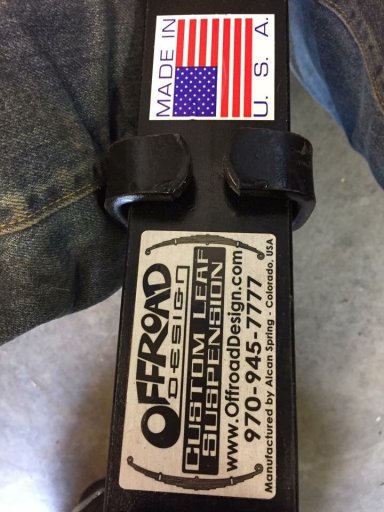 MADE IN
U. S. A.
OFFROAD
DESIGN
CUSTOM LEAF
SUSPENSION
www.OffroadDesign.com
970-945-7777
Manufactured by Alcan Spring - Colorado, USA